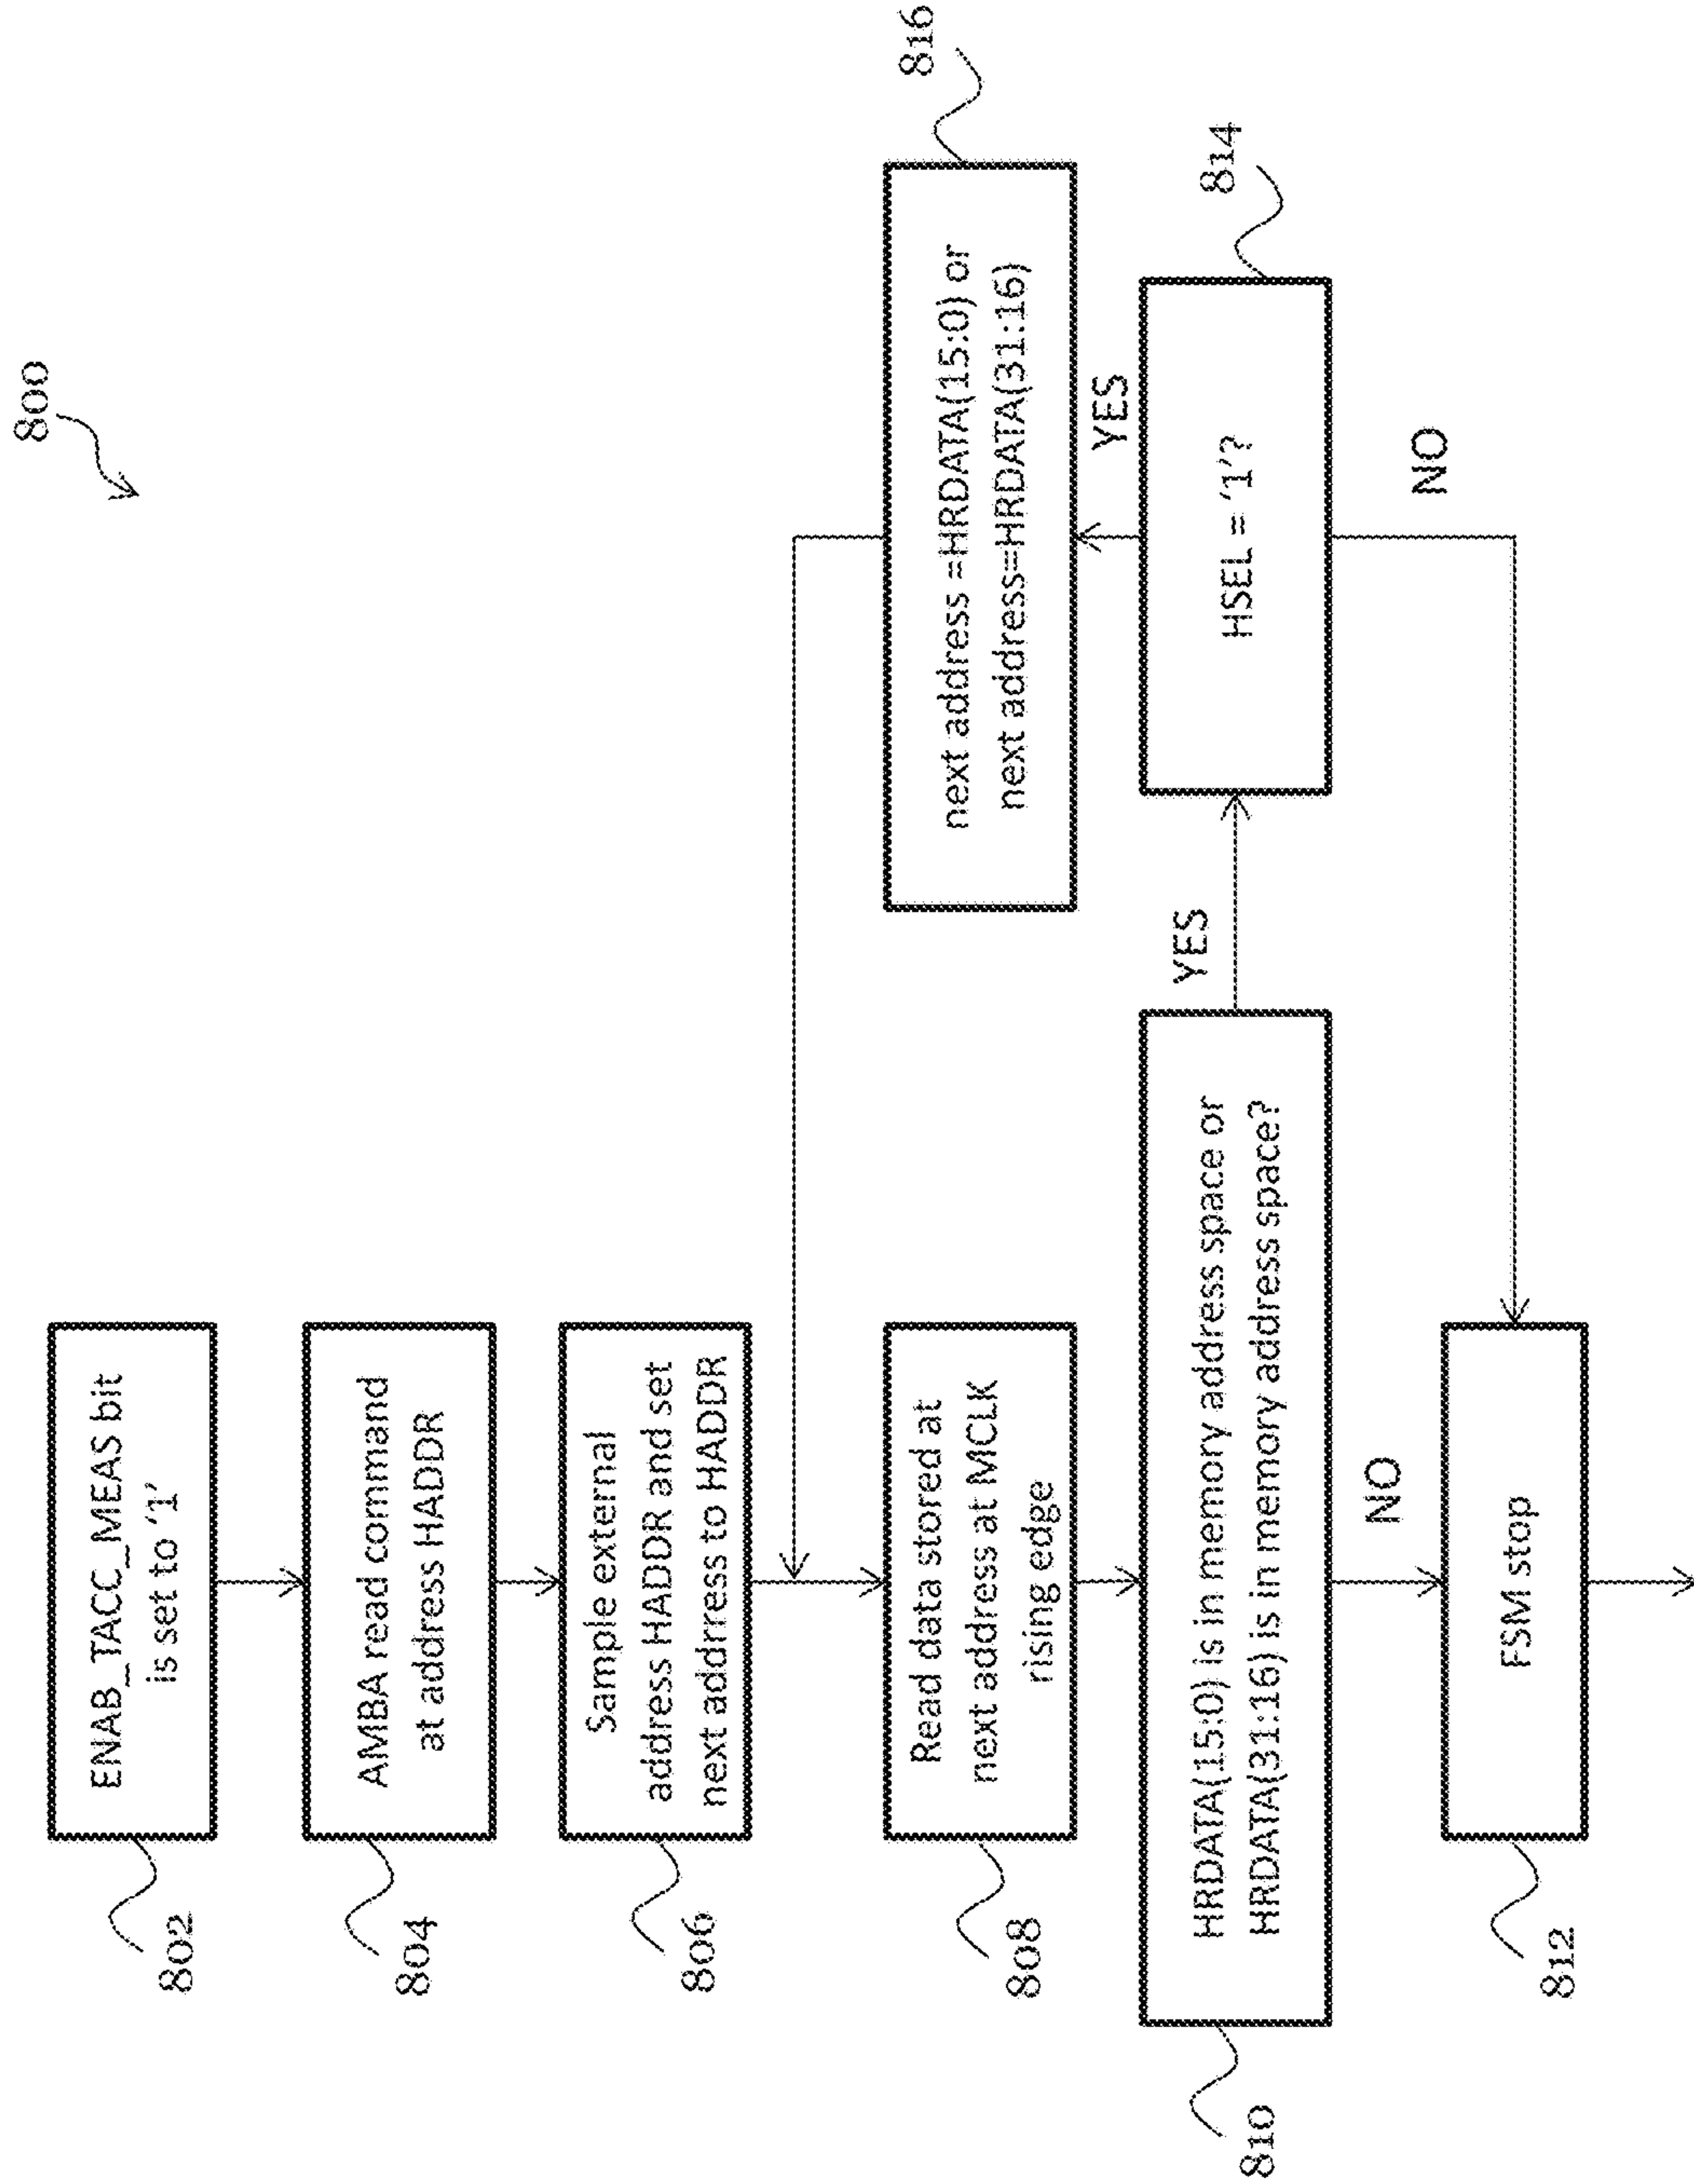 800
802
ENAB_TACC_MEAS bit
is set to '1'
804
AMBA read command
at address HADDR
806
Sample external
address HADDR and set
next address to HADDR
808
Read data stored at
next address at MCLK
rising edge
816
next address =HRDATA(15:0) or
next address=HRDATA(31:16)
YES
810
HRDATA(15:0) is in memory address space or
HRDATA(31:16) is in memory address space?
YES
814
HSEL = '1'?
NO
NO
812
FSM stop